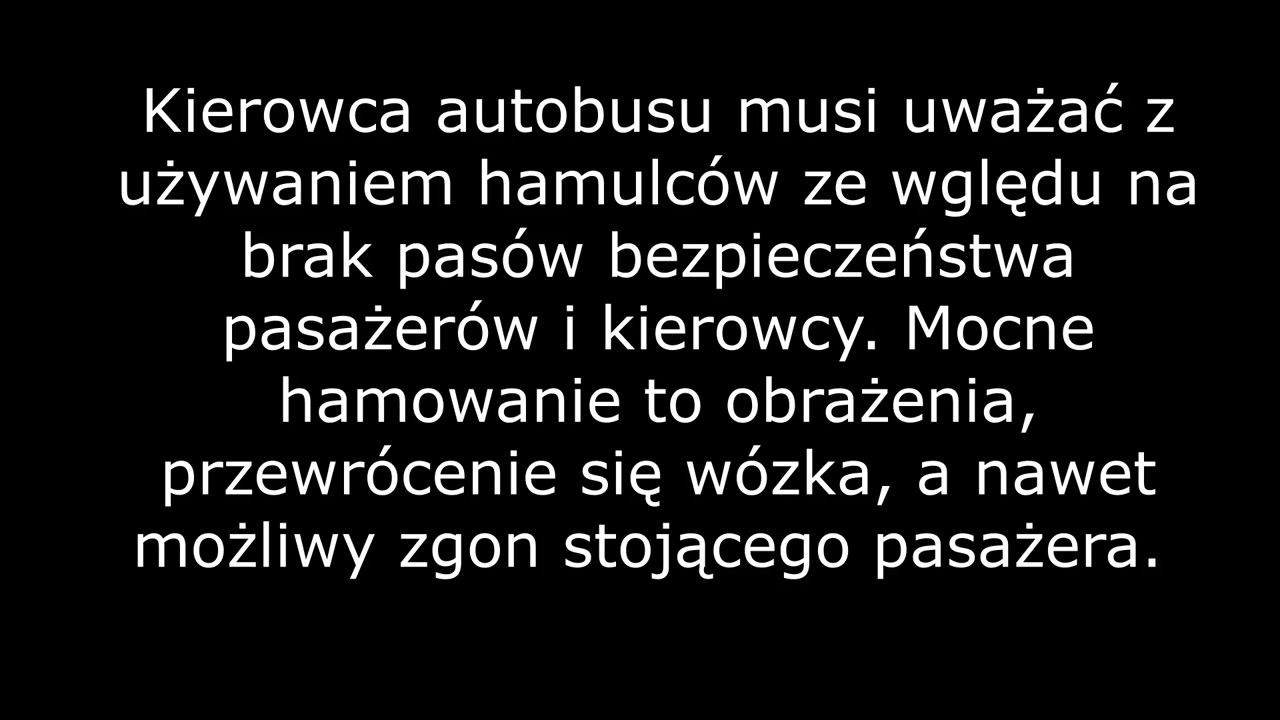 Kierowca autobusu musi uważać z
używaniem hamulców ze względu na
brak pasów bezpieczeństwa
pasażerów i kierowcy. Mocne
hamowanie to obrażenia,
przewrócenie się wózka, a nawet
możliwy zgon stojącego pasażera.